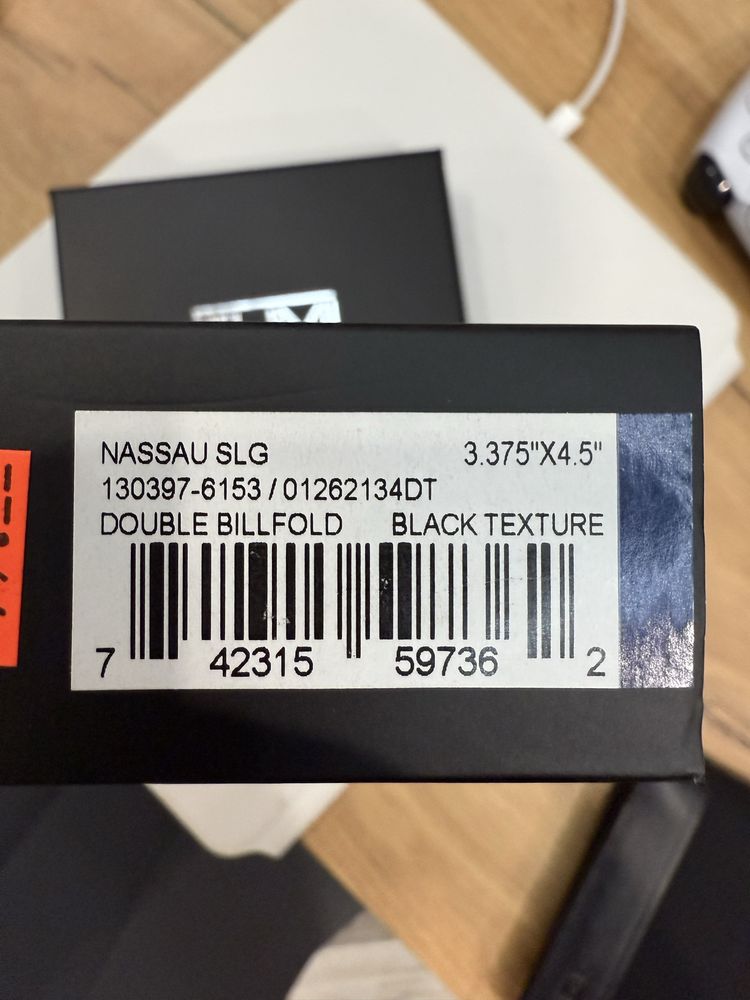 NASSAU SLG 3.375"X4.5"
130397-6153 / 01262134DT
DOUBLE BILLFOLD BLACK TEXTURE
7 42315 59736 2